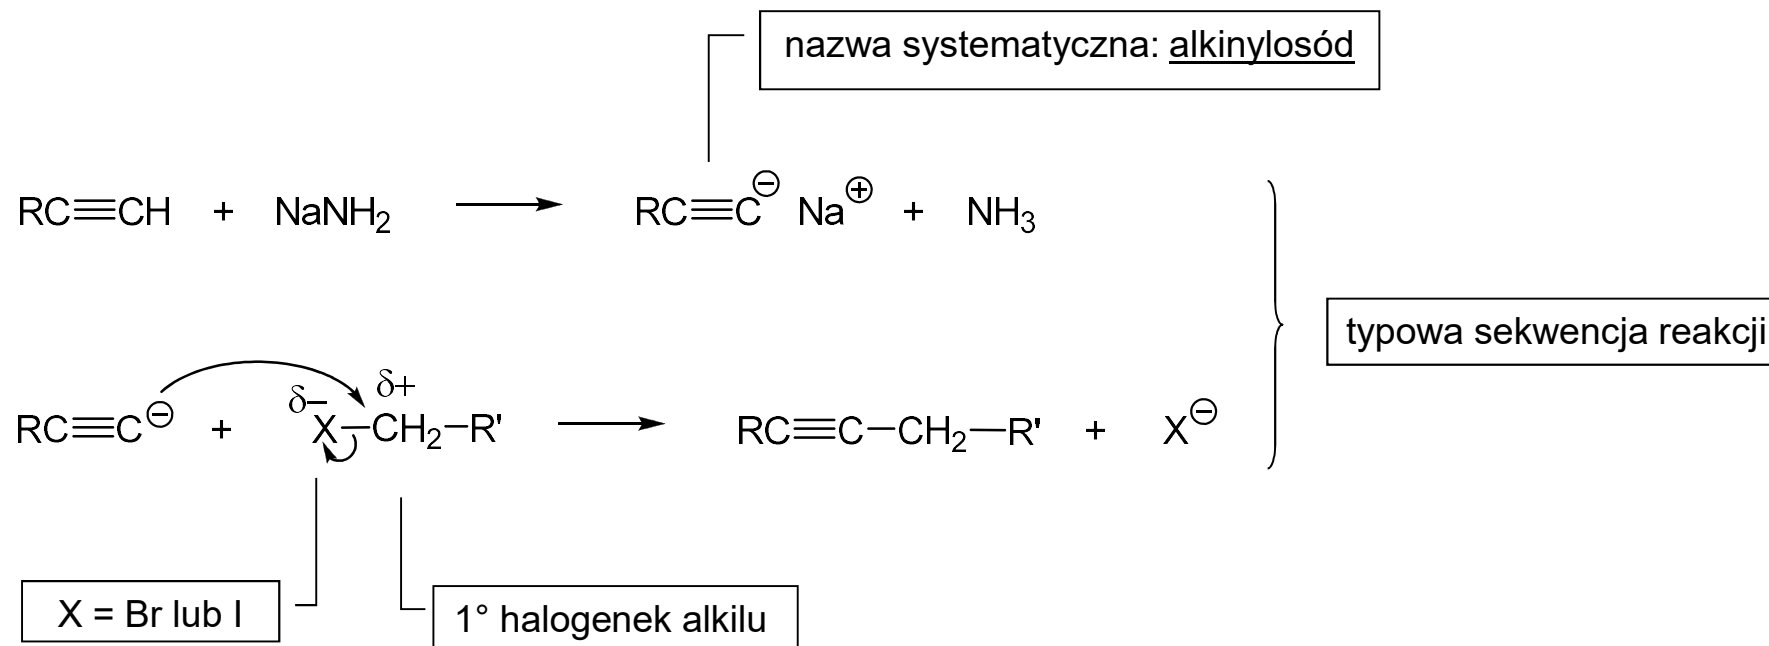 nazwa systematyczna: alkinylosód
RC≡CH + NaNH₂ → RC≡C⊖ Na⊕ + NH₃
typowa sekwencja reakcji
RC≡C⊖ + δ− X−CH₂−R' δ+ → RC≡C−CH₂−R' + X⊖
X = Br lub I
1° halogenek alkilu